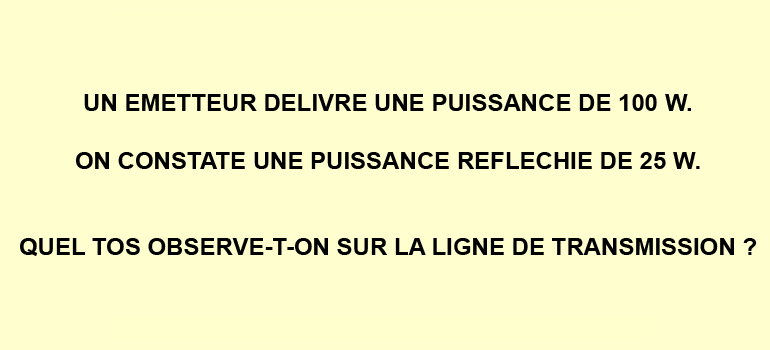 UN EMETTEUR DELIVRE UNE PUISSANCE DE 100 W.
ON CONSTATE UNE PUISSANCE REFLECHIE DE 25 W.
QUEL TOS OBSERVE-T-ON SUR LA LIGNE DE TRANSMISSION ?